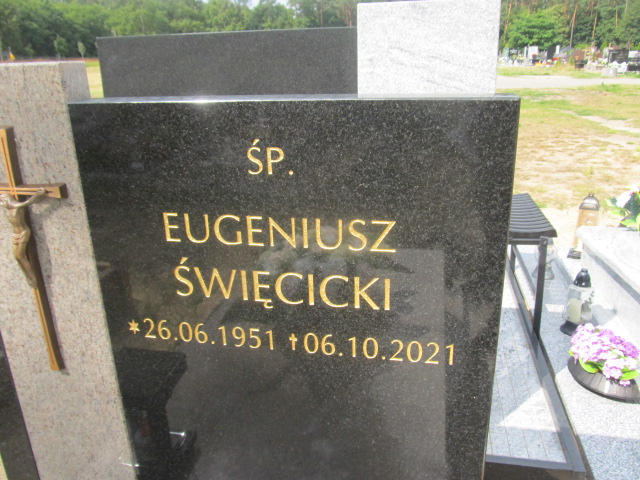 ŚP.
EUGENIUSZ
ŚWIĘCICKI
*26.06.1951 †06.10.2021